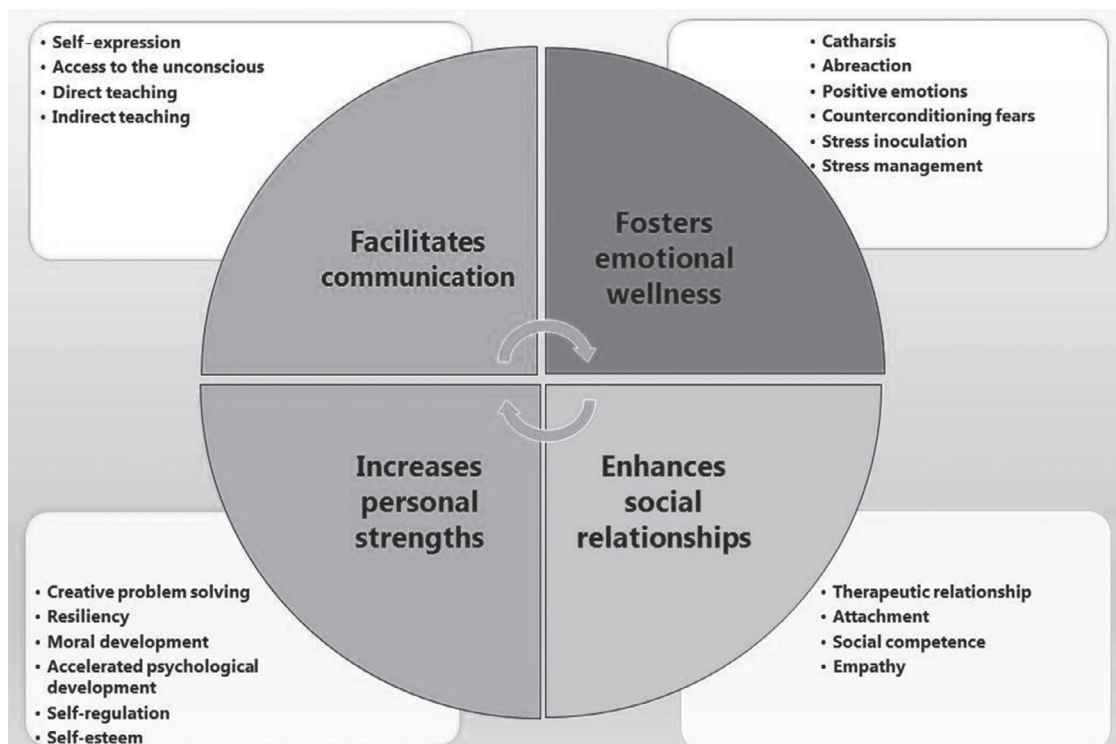 • Self-expression
• Access to the unconscious
• Direct teaching
• Indirect teaching
• Catharsis
• Abreaction
• Positive emotions
• Counterconditioning fears
• Stress inoculation
• Stress management
Facilitates
communication
Fosters
emotional
wellness
Increases
personal
strengths
Enhances
social
relationships
• Creative problem solving
• Resiliency
• Moral development
• Accelerated psychological
development
• Self-regulation
• Self-esteem
• Therapeutic relationship
• Attachment
• Social competence
• Empathy